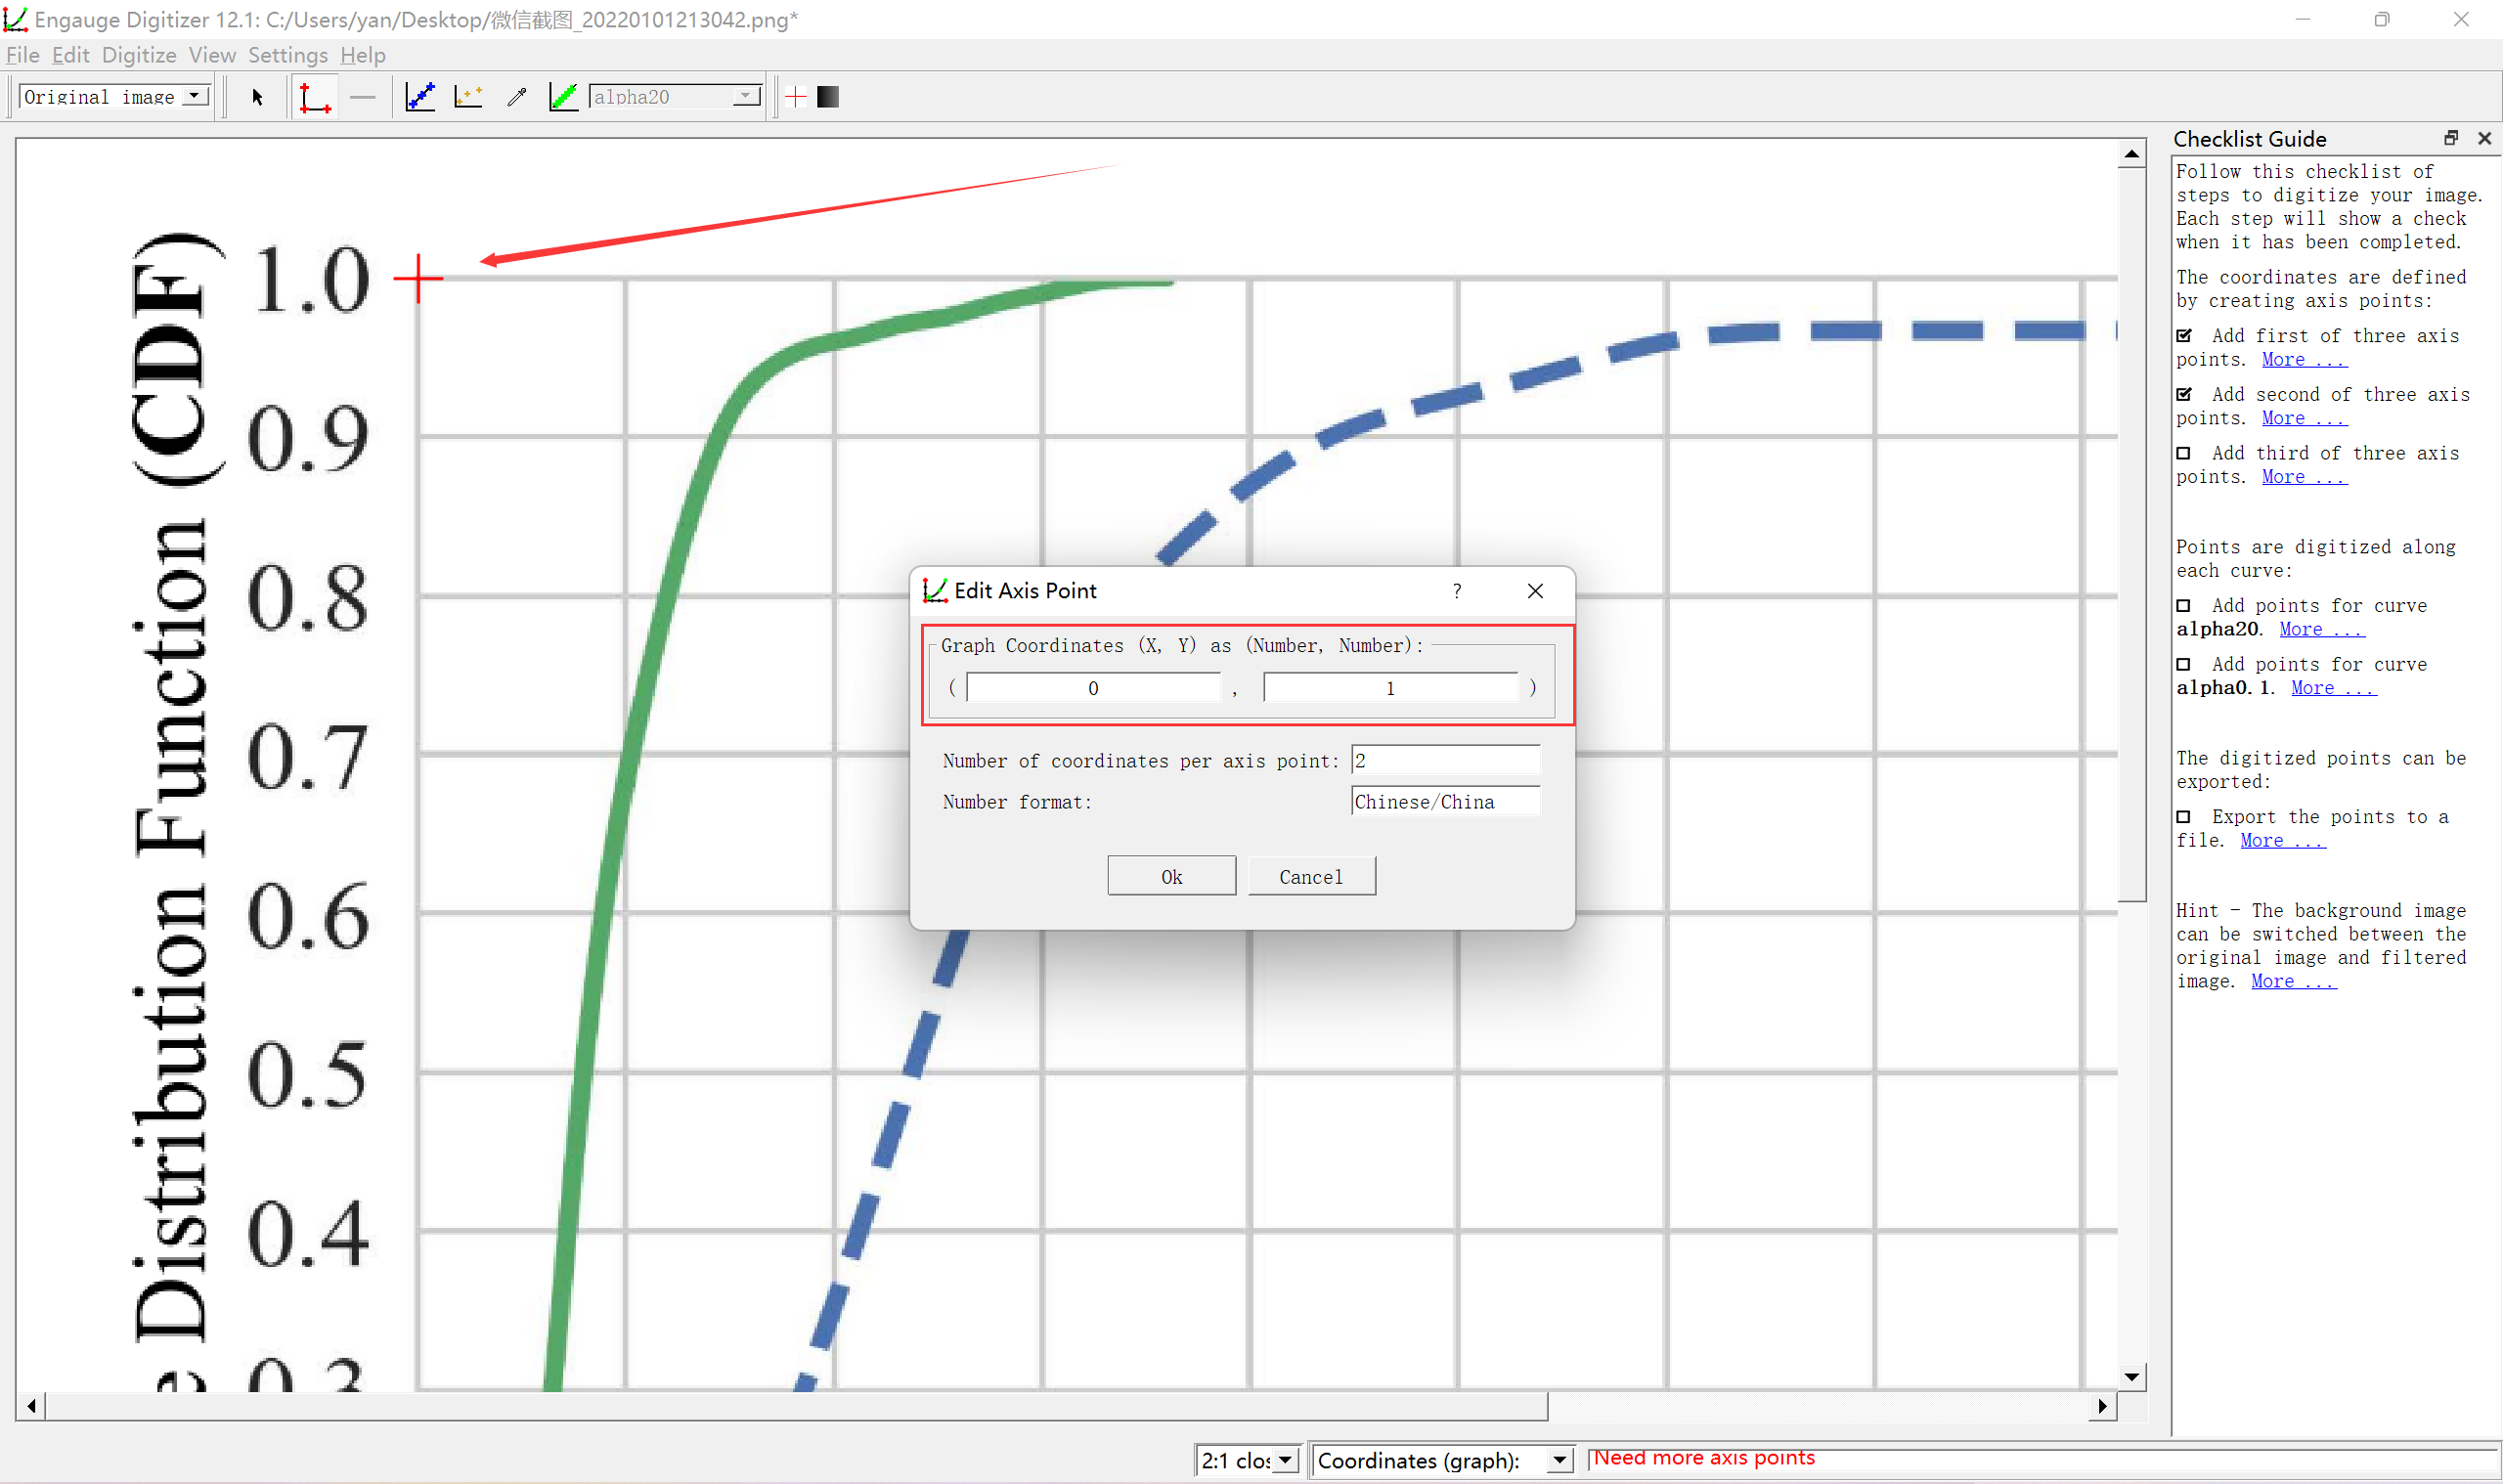 Engauge Digitizer 12.1: C:/Users/yan/Desktop/微信截图_20220101213042.png*
File Edit Digitize View Settings Help
Original image
alpha20
Distribution Function (CDF)
1.0
0.9
0.8
0.7
0.6
0.5
0.4
0.3
Edit Axis Point
?
Graph Coordinates (X, Y) as (Number, Number):
( 0 , 1 )
Number of coordinates per axis point: 2
Number format: Chinese/China
Ok Cancel
Checklist Guide
Follow this checklist of
steps to digitize your image.
Each step will show a check
when it has been completed.
The coordinates are defined
by creating axis points:
Add first of three axis
points. More ...
Add second of three axis
points. More ...
Add third of three axis
points. More ...
Points are digitized along
each curve:
Add points for curve
alpha20. More ...
Add points for curve
alpha0.1. More ...
The digitized points can be
exported:
Export the points to a
file. More ...
Hint - The background image
can be switched between the
original image and filtered
image. More ...
2:1 clos
Coordinates (graph):
Need more axis points